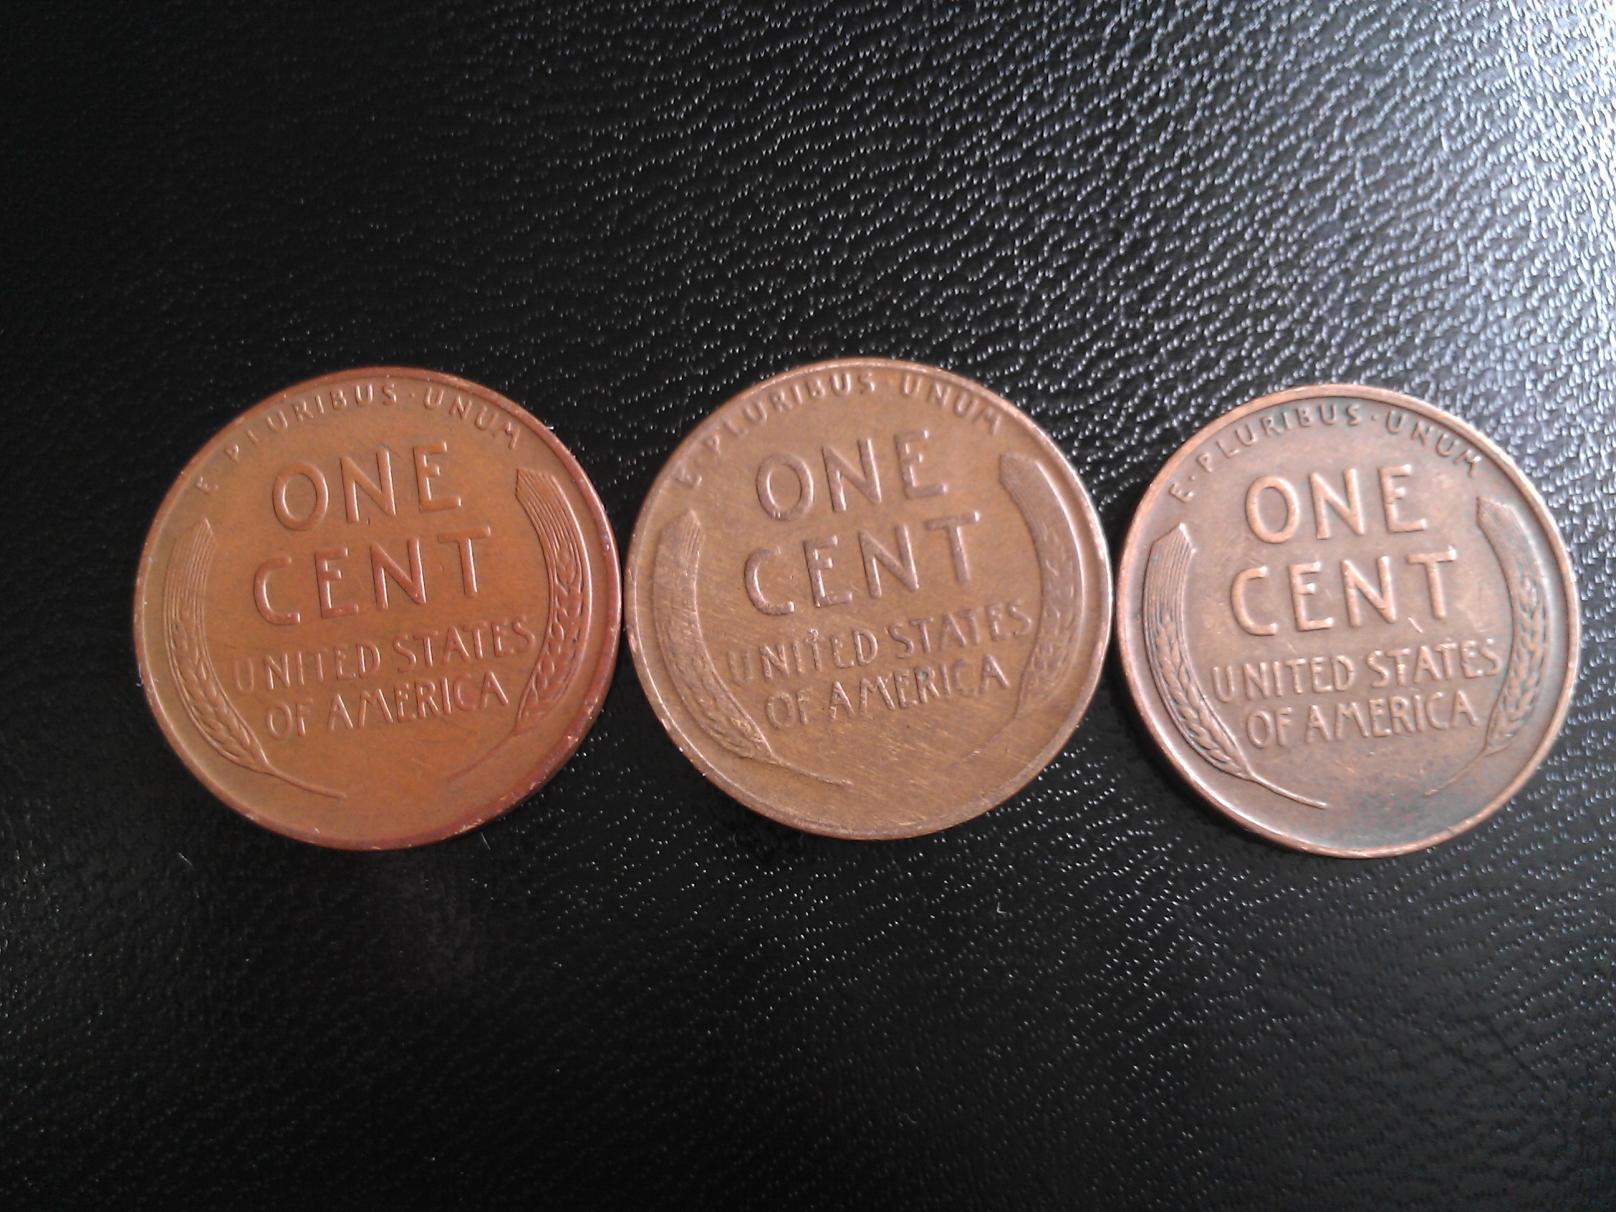 E·PLURIBUS·UNUM
ONE
CENT
UNITED STATES
OF AMERICA
E·PLURIBUS·UNUM
ONE
CENT
UNITED STATES
OF AMERICA
E·PLURIBUS·UNUM
ONE
CENT
UNITED STATES
OF AMERICA